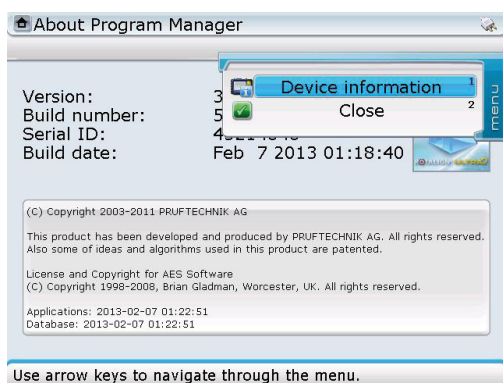 About Program Manager
Device information 1
Close 2
menu
Version: 3
Build number: 5
Serial ID:
Build date: Feb 7 2013 01:18:40
(C) Copyright 2003-2011 PRUFTECHNIK AG
This product has been developed and produced by PRUFTECHNIK AG. All rights reserved.
Also some of ideas and algorithms used in this product are patented.
License and Copyright for AES Software
(C) Copyright 1998-2008, Brian Gladman, Worcester, UK. All rights reserved.
Applications: 2013-02-07 01:22:51
Database: 2013-02-07 01:22:51
Use arrow keys to navigate through the menu.